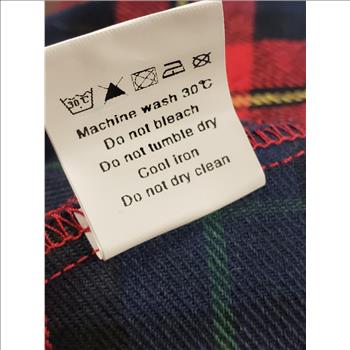 30℃
Machine wash 30℃
Do not bleach
Do not tumble dry
Cool iron
Do not dry clean